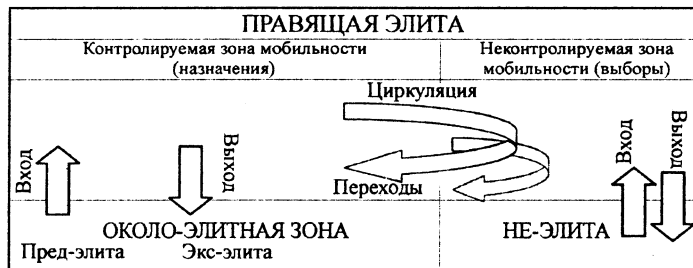 ПРАВЯЩАЯ ЭЛИТА
Контролируемая зона мобильности
(назначения)
Неконтролируемая зона
мобильности (выборы)
Циркуляция
Вход
Выход
Переходы
Вход
Выход
ОКОЛО-ЭЛИТНАЯ ЗОНА
Пред-элита
Экс-элита
НЕ-ЭЛИТА